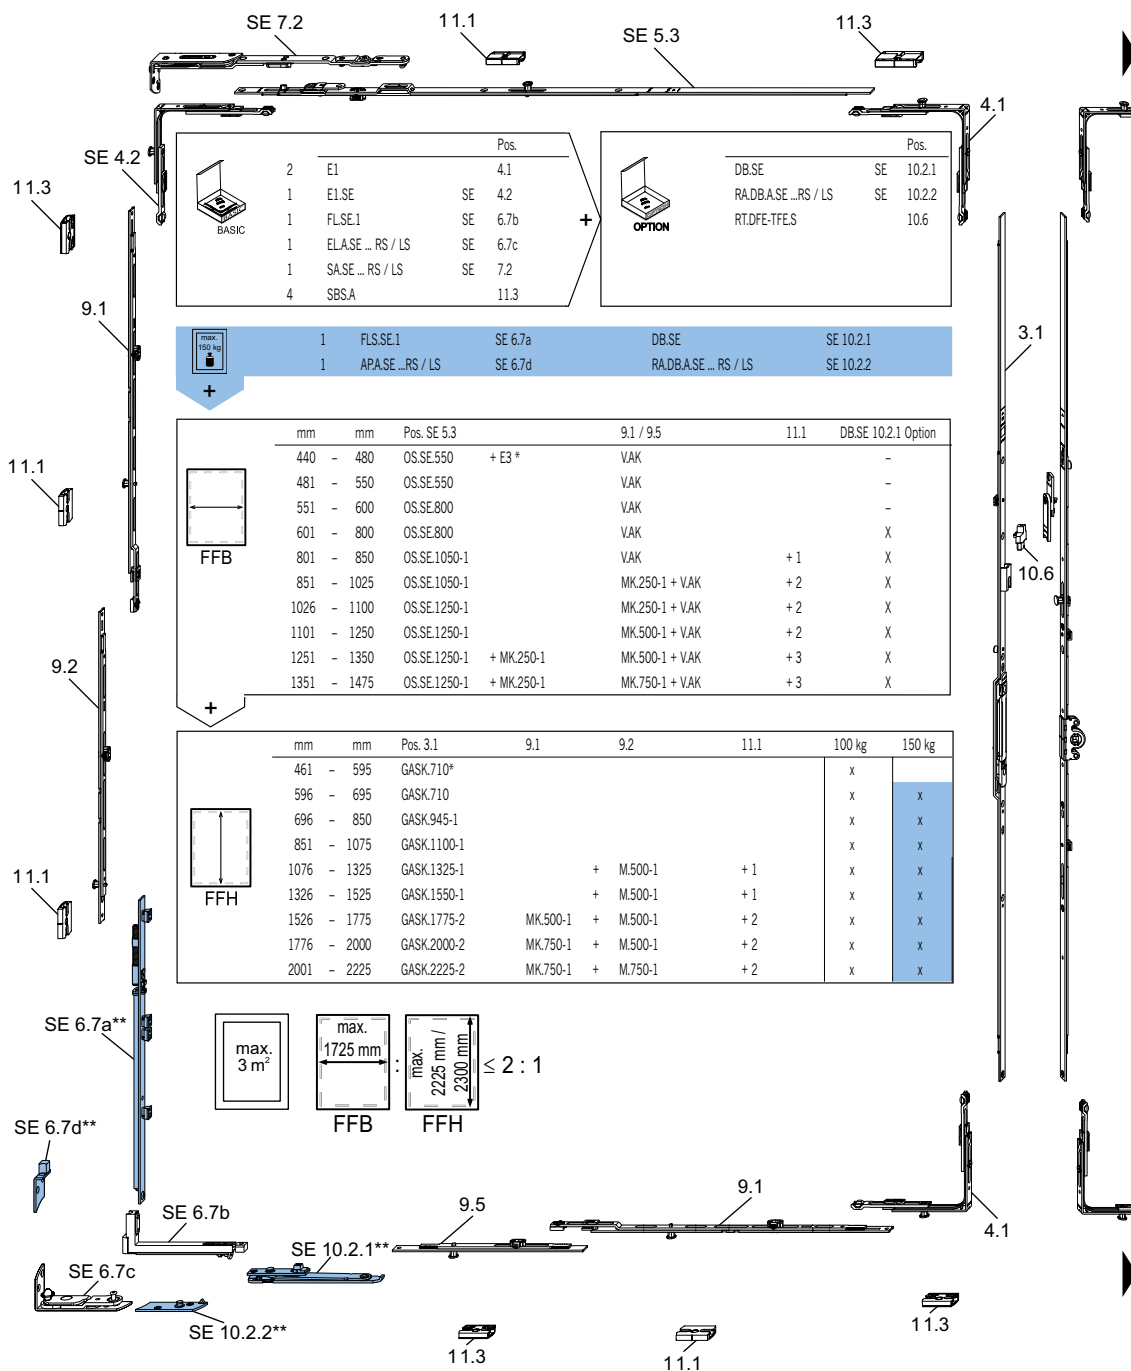 SE 7.2
11.1
SE 5.3
11.3
4.1
SE 4.2
11.3
9.1
11.1
9.2
11.1
Pos.
2 E1 4.1
1 E1.SE SE 4.2
1 FL.SE.1 SE 6.7b
1 EL.A.SE ... RS / LS SE 6.7c
1 SA.SE ... RS / LS SE 7.2
4 SBS.A 11.3
BASIC
+
Pos.
DB.SE SE 10.2.1
RA.DB.A.SE ...RS / LS SE 10.2.2
RT.DFE-TFE.S 10.6
OPTION
max.
150 kg
1 FLS.SE.1 SE 6.7a DB.SE SE 10.2.1
1 AP.A.SE ...RS / LS SE 6.7d RA.DB.A.SE ... RS / LS SE 10.2.2
+
mm mm Pos. SE 5.3 9.1 / 9.5 11.1 DB.SE 10.2.1 Option
440 – 480 OS.SE.550 + E3 * V.AK –
481 – 550 OS.SE.550 V.AK –
551 – 600 OS.SE.800 V.AK –
601 – 800 OS.SE.800 V.AK X
801 – 850 OS.SE.1050-1 V.AK + 1 X
851 – 1025 OS.SE.1050-1 MK.250-1 + V.AK + 2 X
1026 – 1100 OS.SE.1250-1 MK.250-1 + V.AK + 2 X
1101 – 1250 OS.SE.1250-1 MK.500-1 + V.AK + 2 X
1251 – 1350 OS.SE.1250-1 + MK.250-1 MK.500-1 + V.AK + 3 X
1351 – 1475 OS.SE.1250-1 + MK.250-1 MK.750-1 + V.AK + 3 X
FFB
+
mm mm Pos. 3.1 9.1 9.2 11.1 100 kg 150 kg
461 – 595 GASK.710* x
596 – 695 GASK.710 x x
696 – 850 GASK.945-1 x x
851 – 1075 GASK.1100-1 x x
1076 – 1325 GASK.1325-1 + M.500-1 + 1 x x
1326 – 1525 GASK.1550-1 + M.500-1 + 1 x x
1526 – 1775 GASK.1775-2 MK.500-1 + M.500-1 + 2 x x
1776 – 2000 GASK.2000-2 MK.750-1 + M.500-1 + 2 x x
2001 – 2225 GASK.2225-2 MK.750-1 + M.750-1 + 2 x x
FFH
3.1
10.6
max.
3 m²
max.
1725 mm
FFB
:
max.
2225 mm /
2300 mm
FFH
≤ 2 : 1
SE 6.7a**
SE 6.7d**
SE 6.7b
SE 6.7c
SE 10.2.1**
SE 10.2.2**
9.5
9.1
4.1
11.3
11.1
11.3